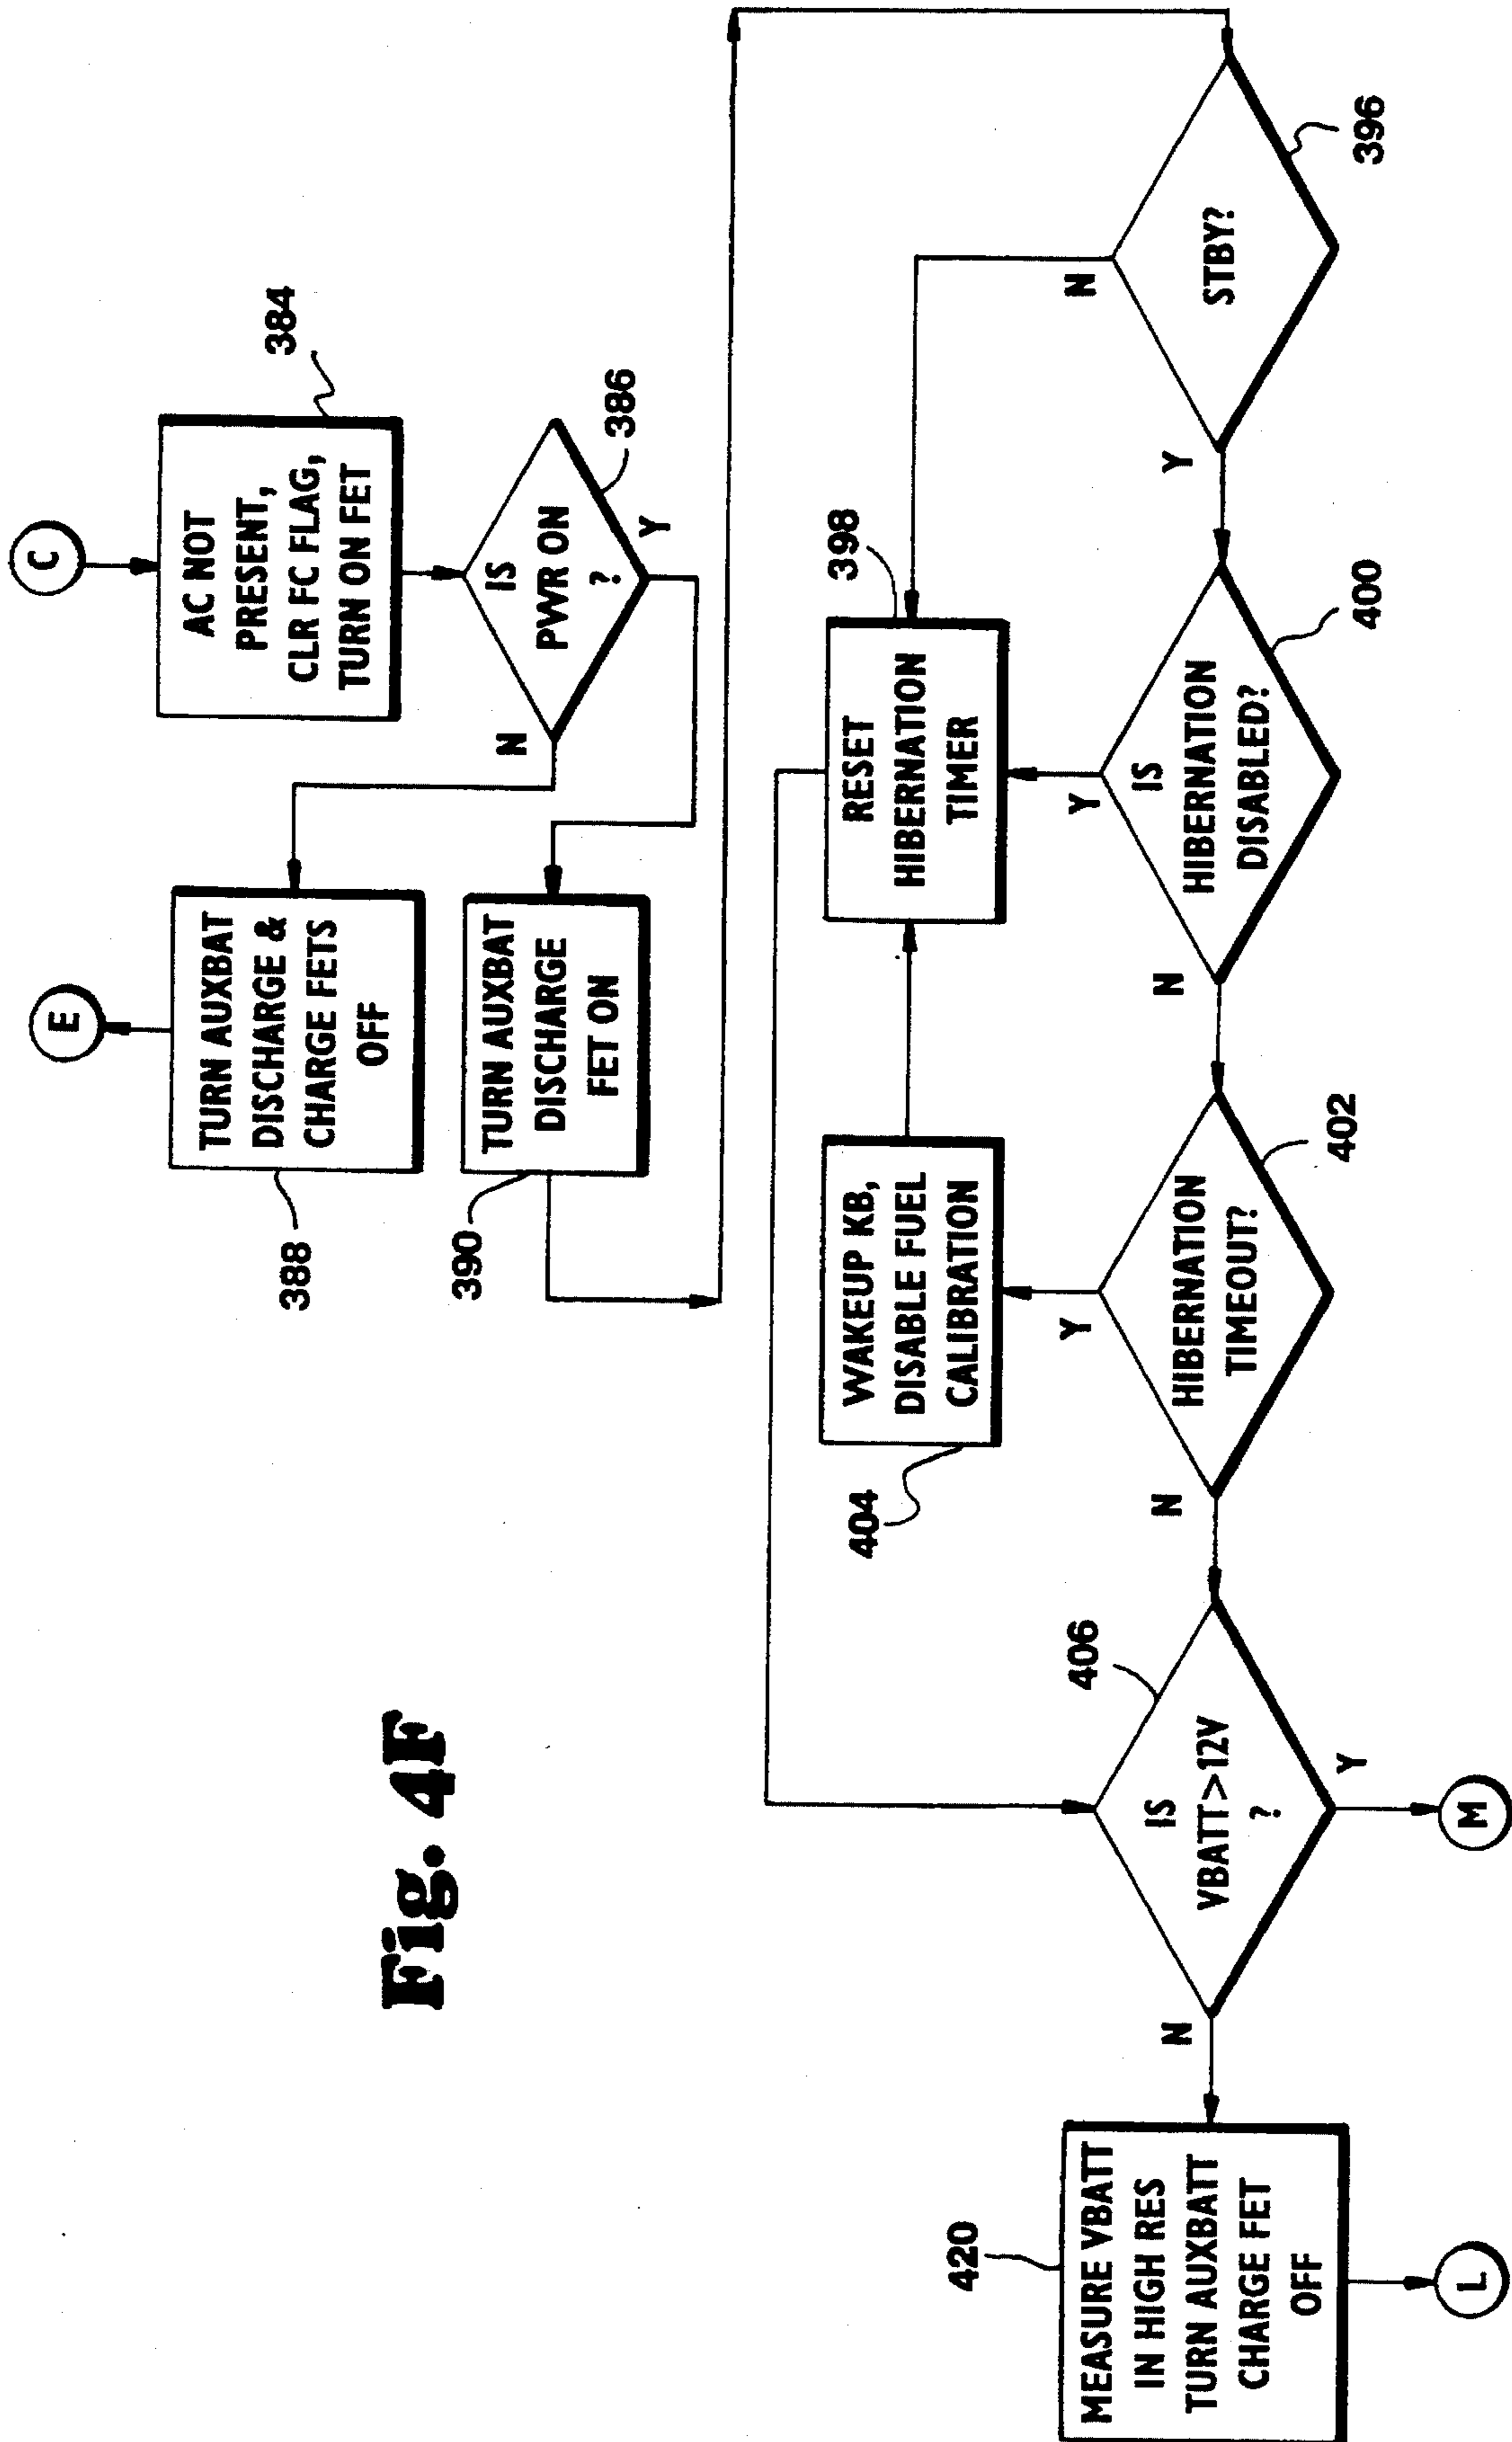 C
AC NOT
PRESENT,
CLR FC FLAG,
TURN ON FET
384
IS
PWR ON
?
386
N
Y
E
TURN AUXBAT
DISCHARGE &
CHARGE FETS
OFF
388
TURN AUXBAT
DISCHARGE
FET ON
390
STBY?
396
N
Y
RESET
HIBERNATION
TIMER
398
IS
HIBERNATION
DISABLED?
400
Y
N
HIBERNATION
TIMEOUT?
402
Y
N
WAKEUP KB,
DISABLE FUEL
CALIBRATION
404
IS
VBATT>12V
?
406
N
Y
M
MEASURE VBATT
IN HIGH RES
TURN AUXBATT
CHARGE FET
OFF
420
L
Fig. 4F